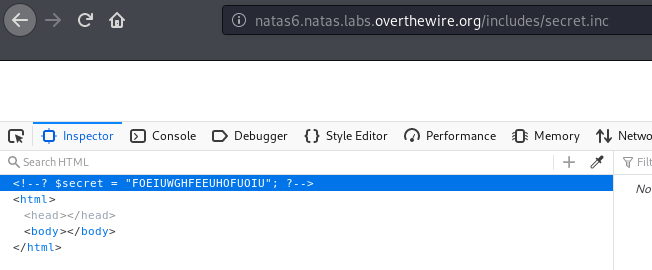 natas6.natas.labs.overthewire.org/includes/secret.inc
Inspector Console Debugger Style Editor Performance Memory Netwo
Search HTML Filt
<!--? $secret = "FOEIUWGHFEEUHOFUOIU"; ?-->
No
<html>
<head></head>
<body></body>
</html>